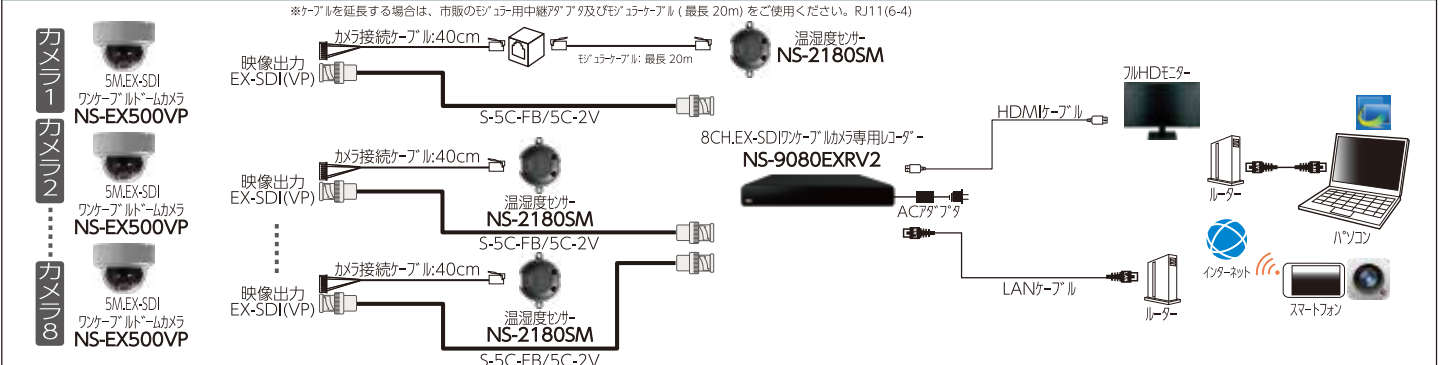 ※ケーブルを延長する場合は、市販のモジュラー用中継アダプタ及びモジュラーケーブル ( 最長 20m) をご使用ください。RJ11(6-4)
カメラ1
5M.EX-SDI
ワンケーブルドームカメラ
NS-EX500VP
映像出力
EX-SDI(VP)
カメラ接続ケーブル:40cm
モジュラーケーブル: 最長 20m
温湿度センサー
NS-2180SM
S-5C-FB/5C-2V
カメラ2
5M.EX-SDI
ワンケーブルドームカメラ
NS-EX500VP
映像出力
EX-SDI(VP)
カメラ接続ケーブル:40cm
温湿度センサー
NS-2180SM
S-5C-FB/5C-2V
カメラ8
5M.EX-SDI
ワンケーブルドームカメラ
NS-EX500VP
映像出力
EX-SDI(VP)
カメラ接続ケーブル:40cm
温湿度センサー
NS-2180SM
S-5C-FB/5C-2V
8CH.EX-SDIワンケーブルカメラ専用レコーダー
NS-9080EXRV2
ACアダプタ
HDMIケーブル
フルHDモニター
LANケーブル
ルーター
ルーター
パソコン
インターネット
スマートフォン